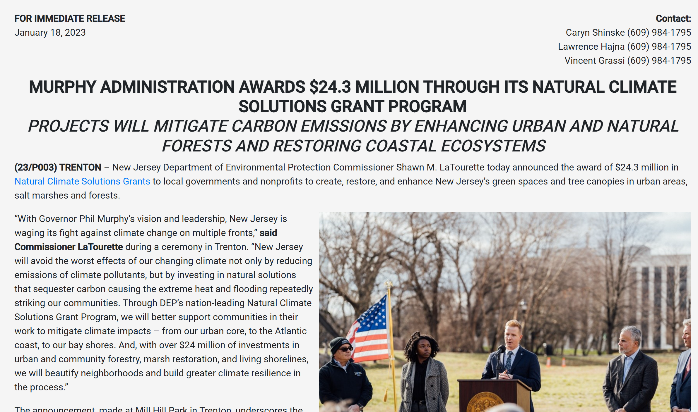 FOR IMMEDIATE RELEASE
January 18, 2023
Contact:
Caryn Shinske (609) 984-1795
Lawrence Hajna (609) 984-1795
Vincent Grassi (609) 984-1795
MURPHY ADMINISTRATION AWARDS $24.3 MILLION THROUGH ITS NATURAL CLIMATE
SOLUTIONS GRANT PROGRAM
PROJECTS WILL MITIGATE CARBON EMISSIONS BY ENHANCING URBAN AND NATURAL
FORESTS AND RESTORING COASTAL ECOSYSTEMS
(23/P003) TRENTON – New Jersey Department of Environmental Protection Commissioner Shawn M. LaTourette today announced the award of $24.3 million in
Natural Climate Solutions Grants to local governments and nonprofits to create, restore, and enhance New Jersey's green spaces and tree canopies in urban areas,
salt marshes and forests.
“With Governor Phil Murphy's vision and leadership, New Jersey is
waging its fight against climate change on multiple fronts,” said
Commissioner LaTourette during a ceremony in Trenton. “New Jersey
will avoid the worst effects of our changing climate not only by reducing
emissions of climate pollutants, but by investing in natural solutions
that sequester carbon causing the extreme heat and flooding repeatedly
striking our communities. Through DEP's nation-leading Natural Climate
Solutions Grant Program, we will better support communities in their
work to mitigate climate impacts – from our urban core, to the Atlantic
coast, to our bay shores. And, with over $24 million of investments in
urban and community forestry, marsh restoration, and living shorelines,
we will beautify neighborhoods and build greater climate resilience in
the process.”
The announcement, made at Mill Hill Park in Trenton, underscores the